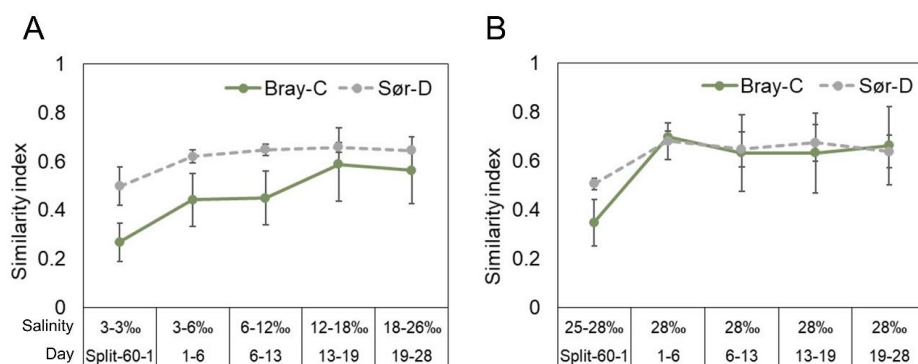 A
1
Bray-C Sør-D
0.8
0.6
0.4
0.2
0
Similarity index
Salinity 3-3‰ 3-6‰ 6-12‰ 12-18‰ 18-26‰
Day Split-60-1 1-6 6-13 13-19 19-28
B
1
Bray-C Sør-D
0.8
0.6
0.4
0.2
0
Similarity index
25-28‰ 28‰ 28‰ 28‰ 28‰
Split-60-1 1-6 6-13 13-19 19-28